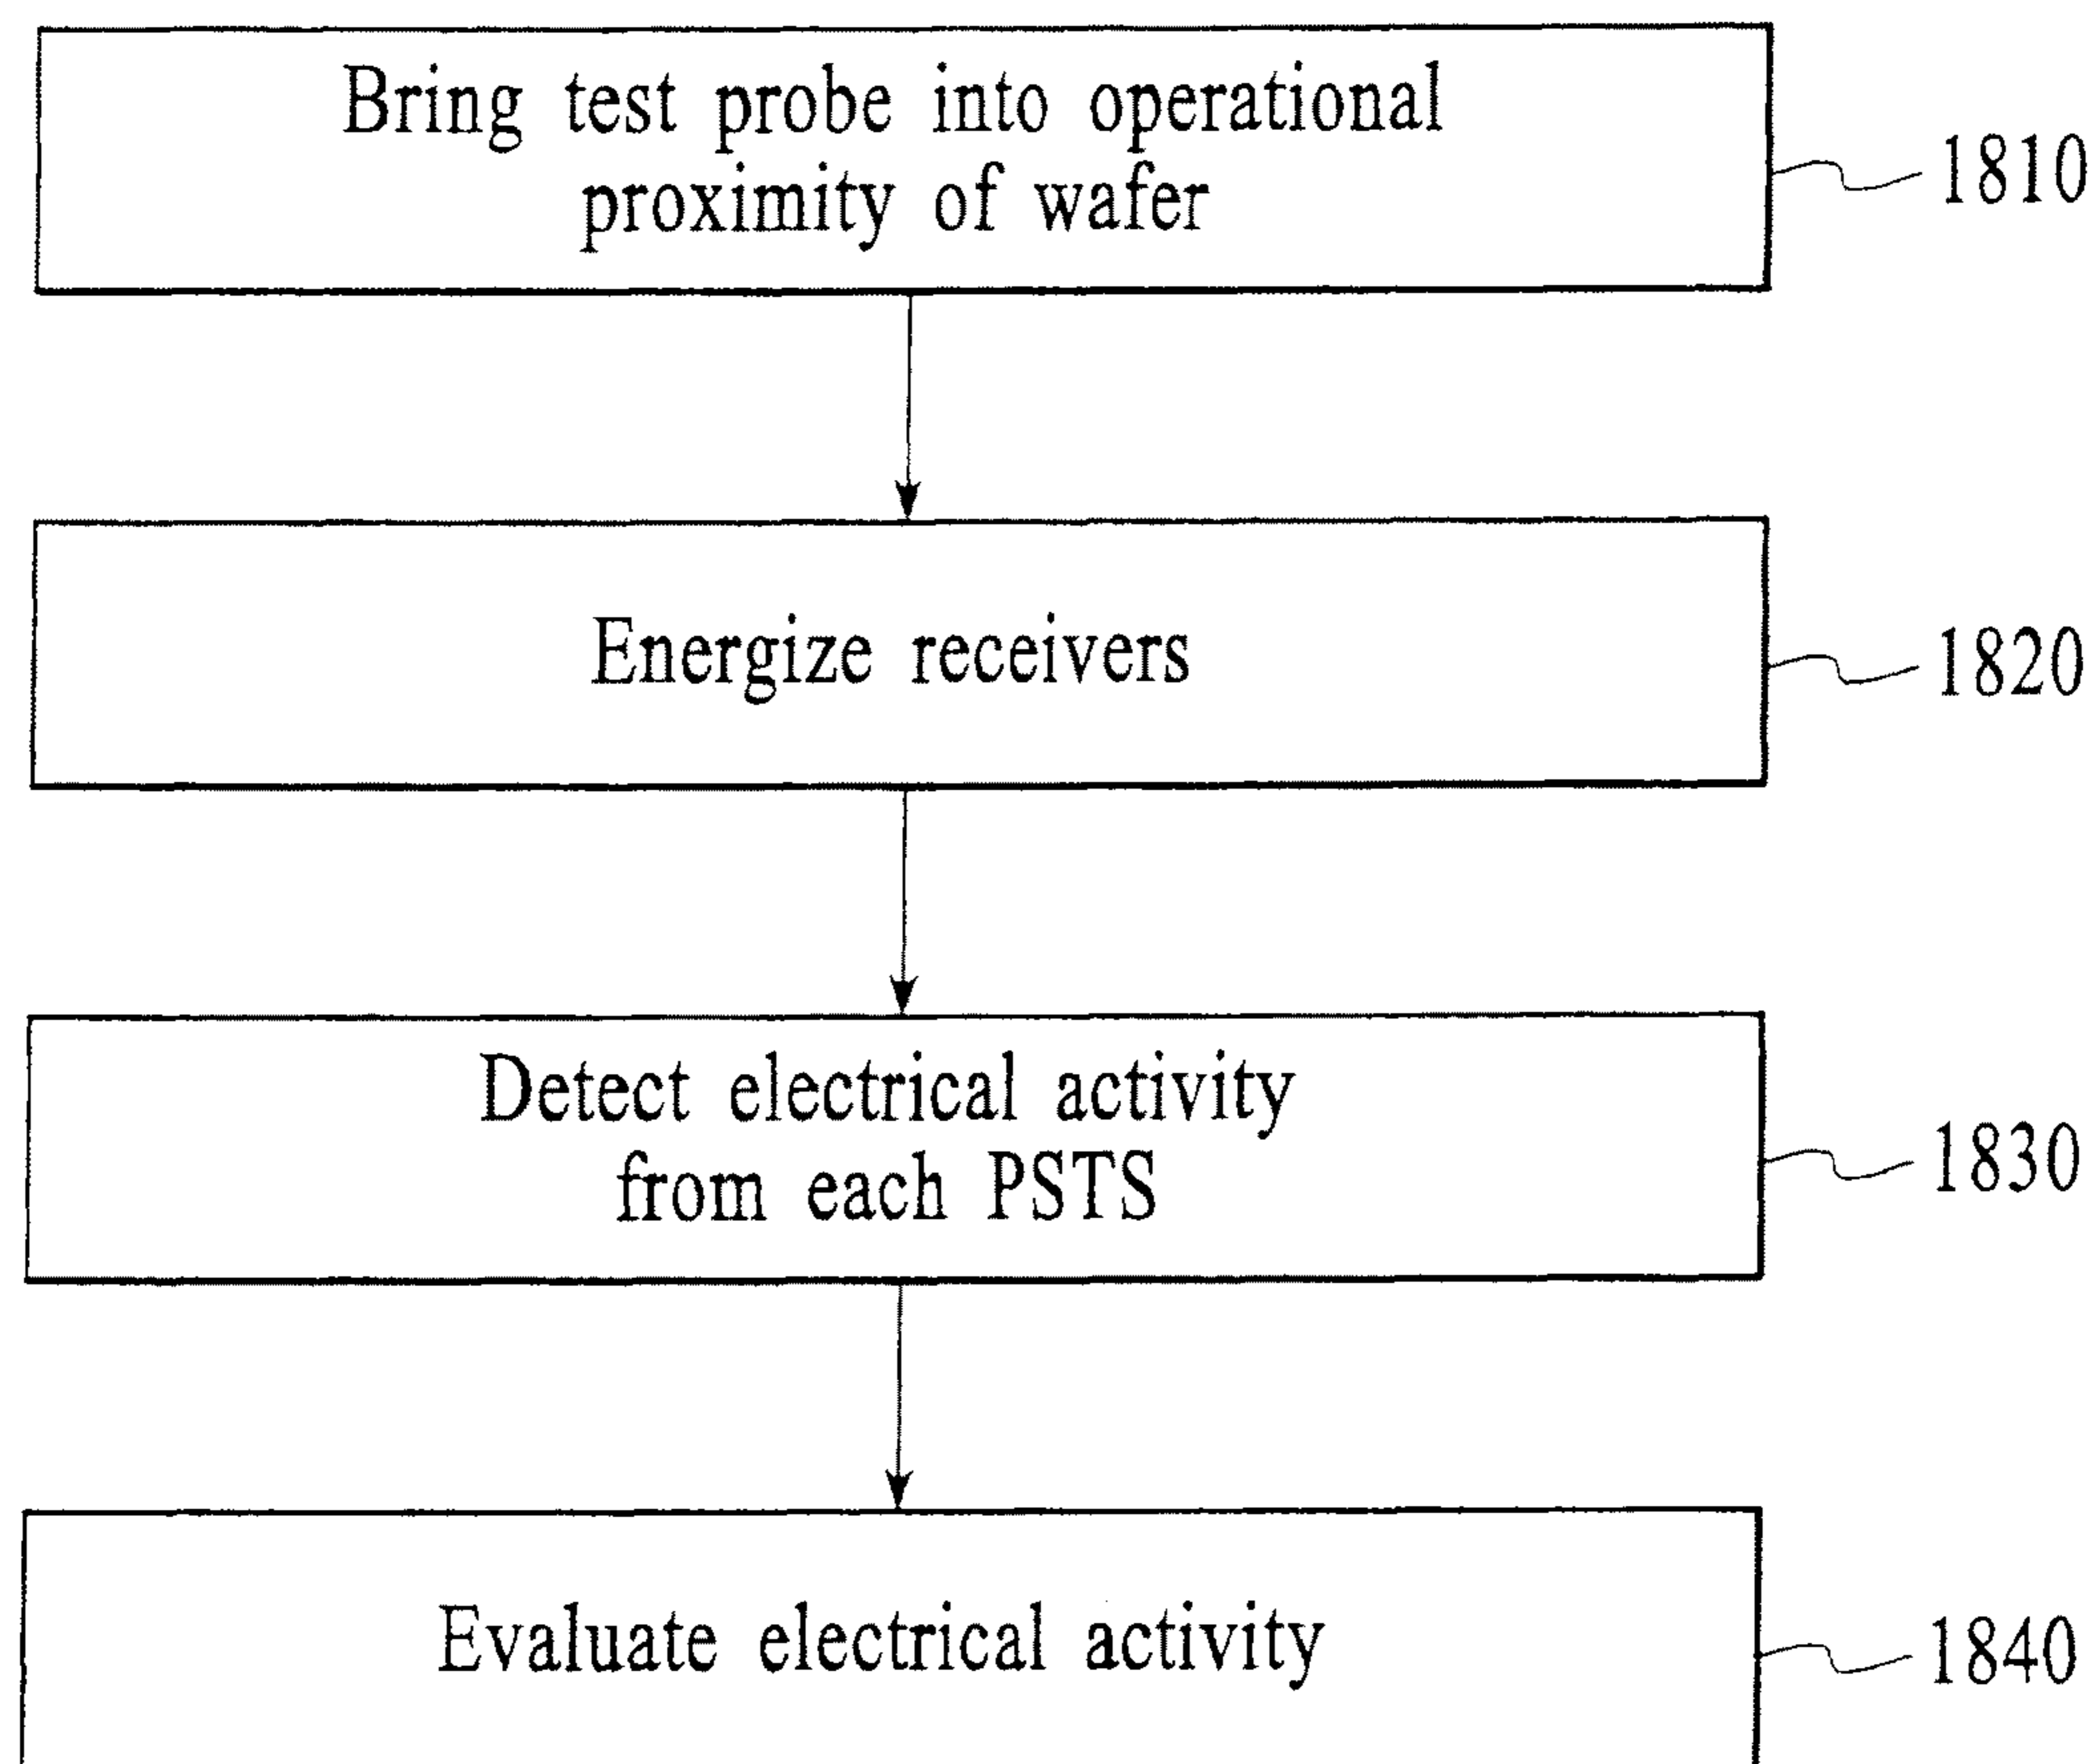 Bring test probe into operational
proximity of wafer
1810
Energize receivers
1820
Detect electrical activity
from each PSTS
1830
Evaluate electrical activity
1840